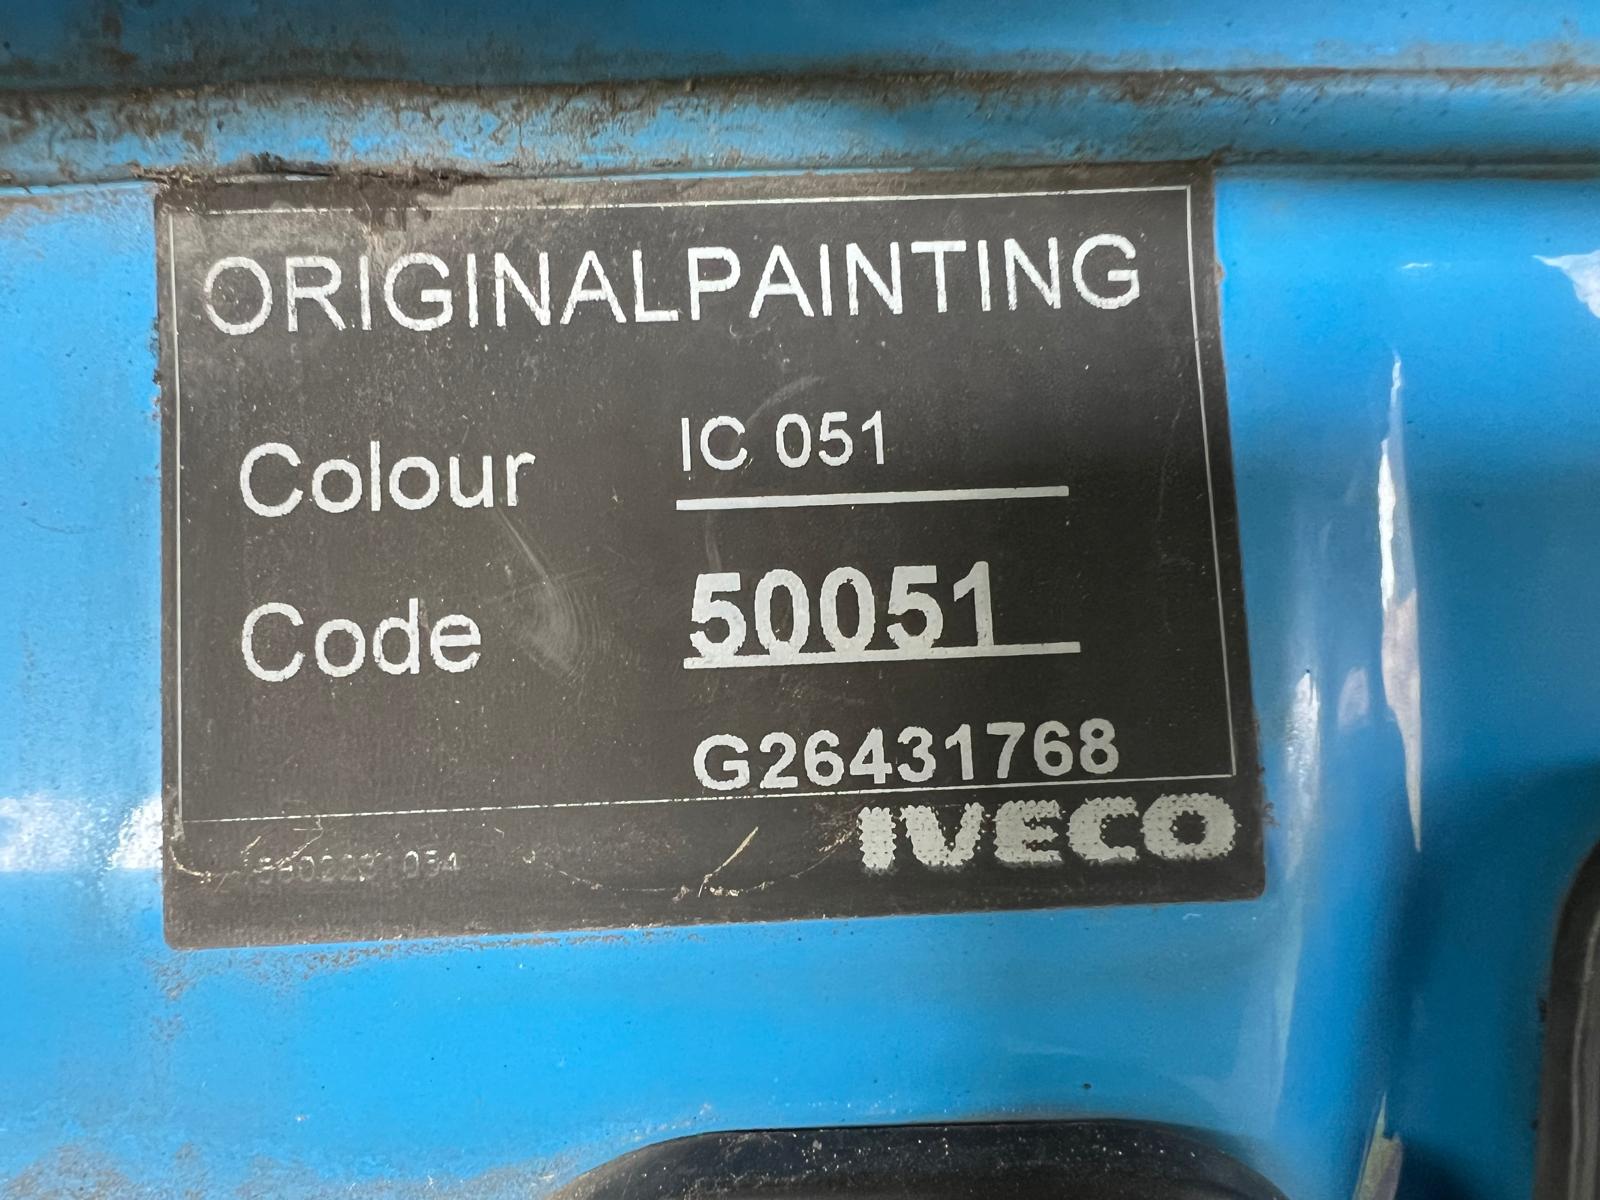 ORIGINALPAINTING
Colour IC 051
Code 50051
G26431768
IVECO